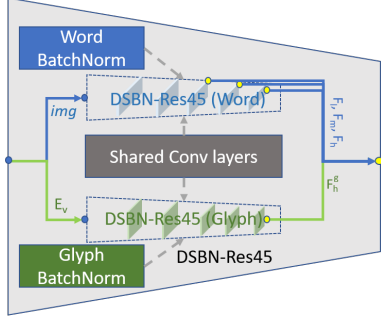 Word
BatchNorm
img
DSBN-Res45 (Word)
F_l, F_m, F_h
Shared Conv layers
F_h^g
E_v
DSBN-Res45 (Glyph)
Glyph
BatchNorm
DSBN-Res45